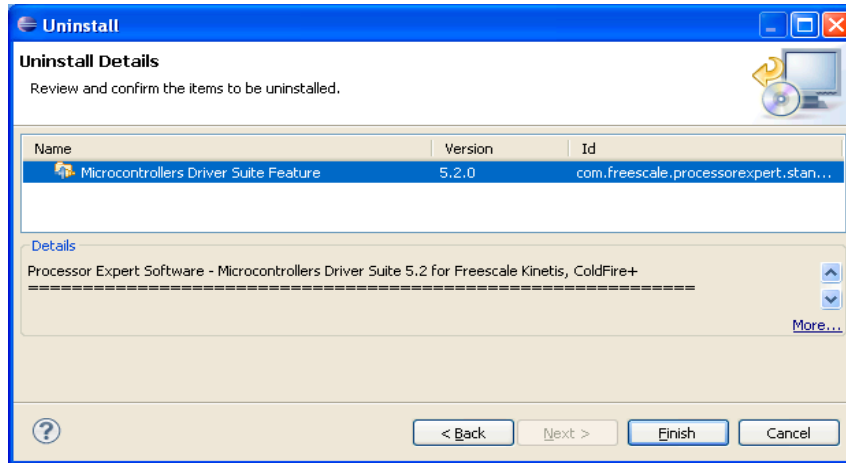 Uninstall
Uninstall Details
Review and confirm the items to be uninstalled.
Name Version Id
Microcontrollers Driver Suite Feature 5.2.0 com.freescale.processorexpert.stan...
Details
Processor Expert Software - Microcontrollers Driver Suite 5.2 for Freescale Kinetis, ColdFire+
==============================================================
More...
? < Back Next > Finish Cancel